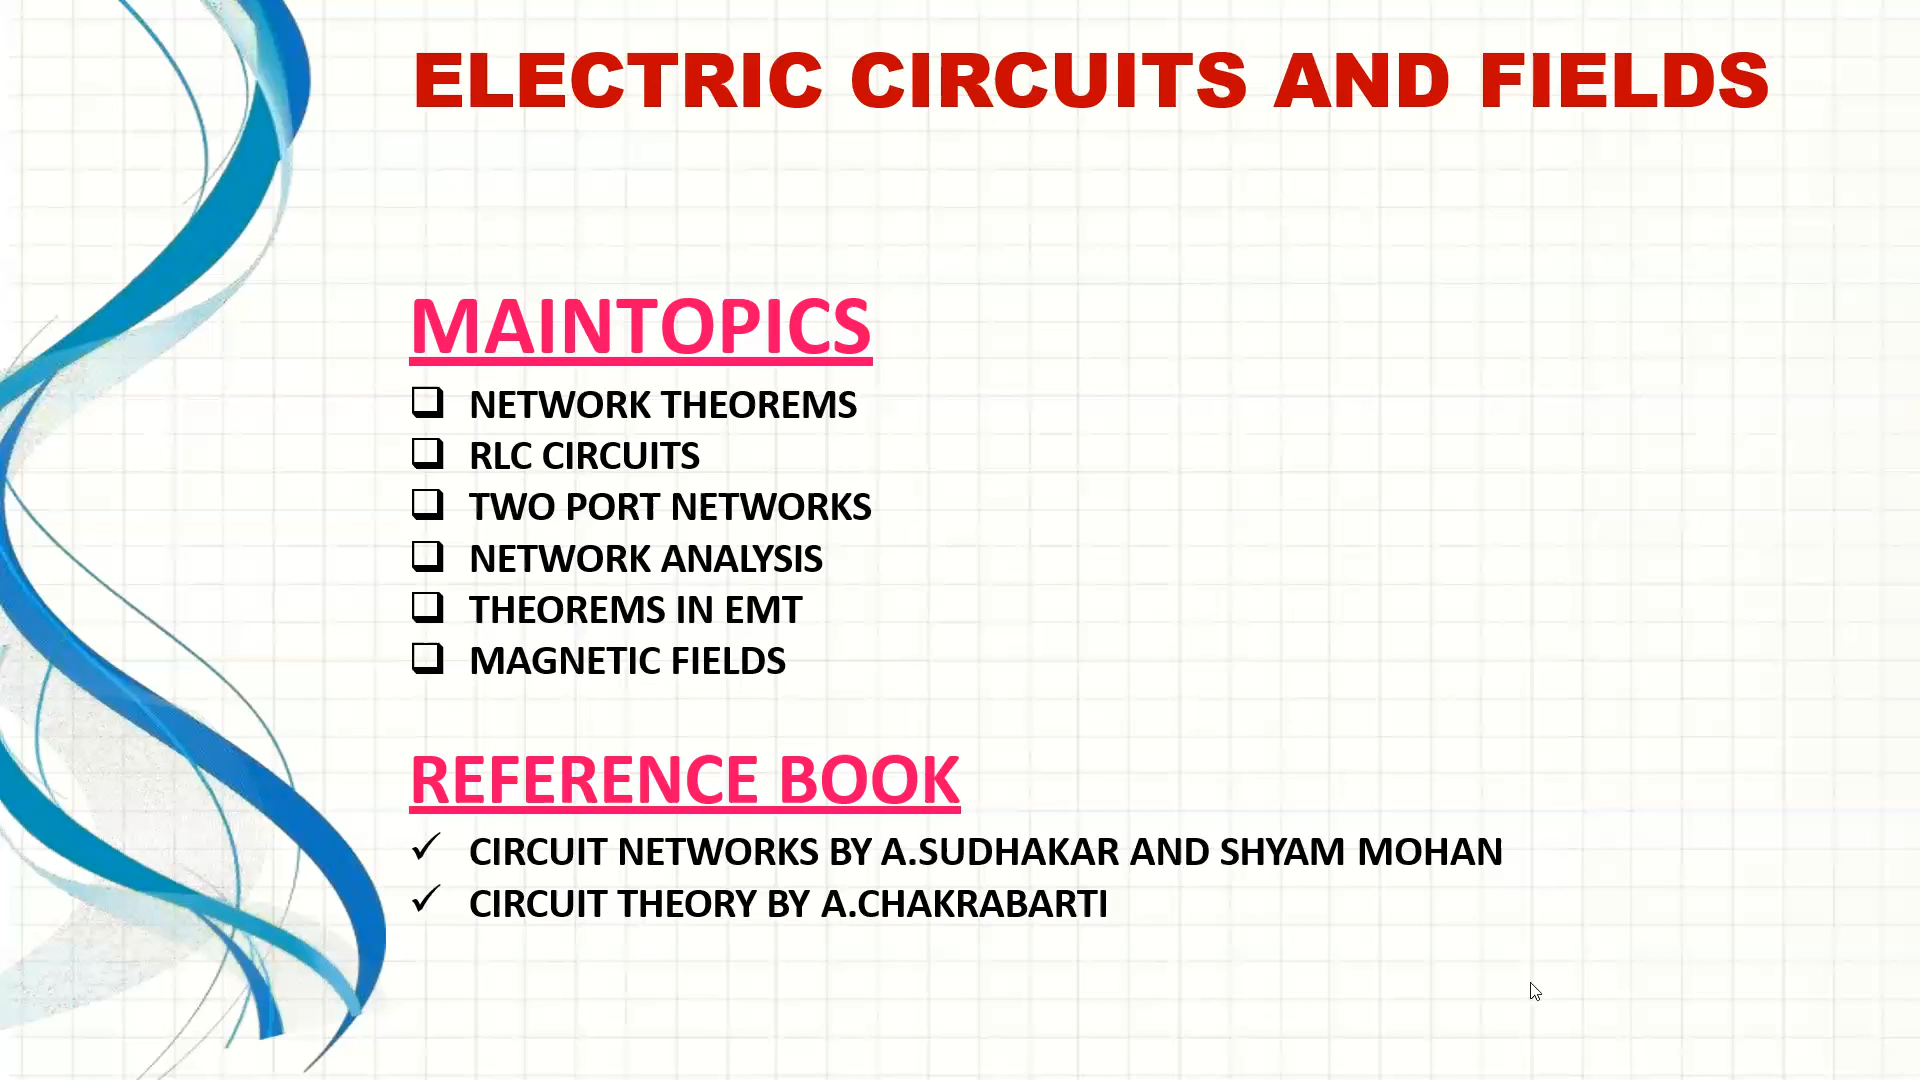 ELECTRIC CIRCUITS AND FIELDS
MAINTOPICS
NETWORK THEOREMS
RLC CIRCUITS
TWO PORT NETWORKS
NETWORK ANALYSIS
THEOREMS IN EMT
MAGNETIC FIELDS
REFERENCE BOOK
CIRCUIT NETWORKS BY A.SUDHAKAR AND SHYAM MOHAN
CIRCUIT THEORY BY A.CHAKRABARTI